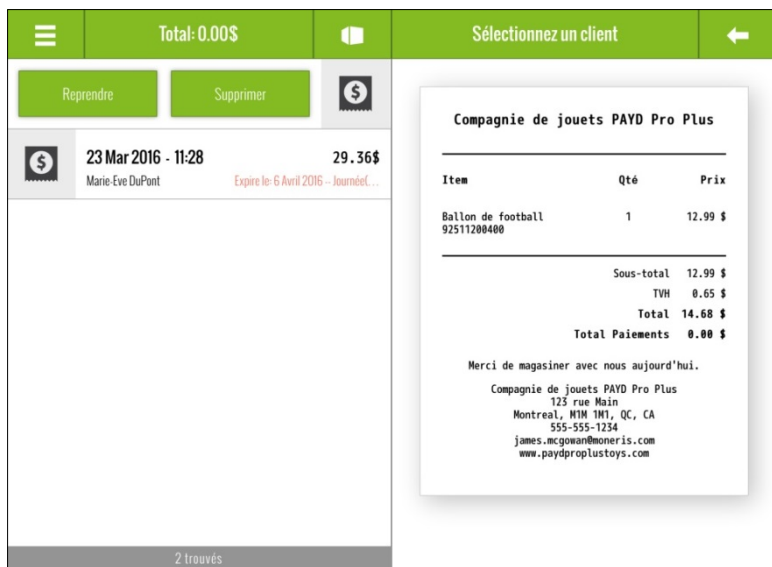 Total: 0.00$
Sélectionnez un client
Reprendre
Supprimer
23 Mar 2016 - 11:28
29.36$
Marie-Eve DuPont
Expire le: 6 Avril 2016 -- Journée(...
2 trouvés
Compagnie de jouets PAYD Pro Plus
Item Qté Prix
Ballon de football 1 12.99 $
92511200400
Sous-total 12.99 $
TVH 0.65 $
Total 14.68 $
Total Paiements 0.00 $
Merci de magasiner avec nous aujourd'hui.
Compagnie de jouets PAYD Pro Plus
123 rue Main
Montreal, M1M 1M1, QC, CA
555-555-1234
james.mcgowan@moneris.com
www.paydproplustoys.com